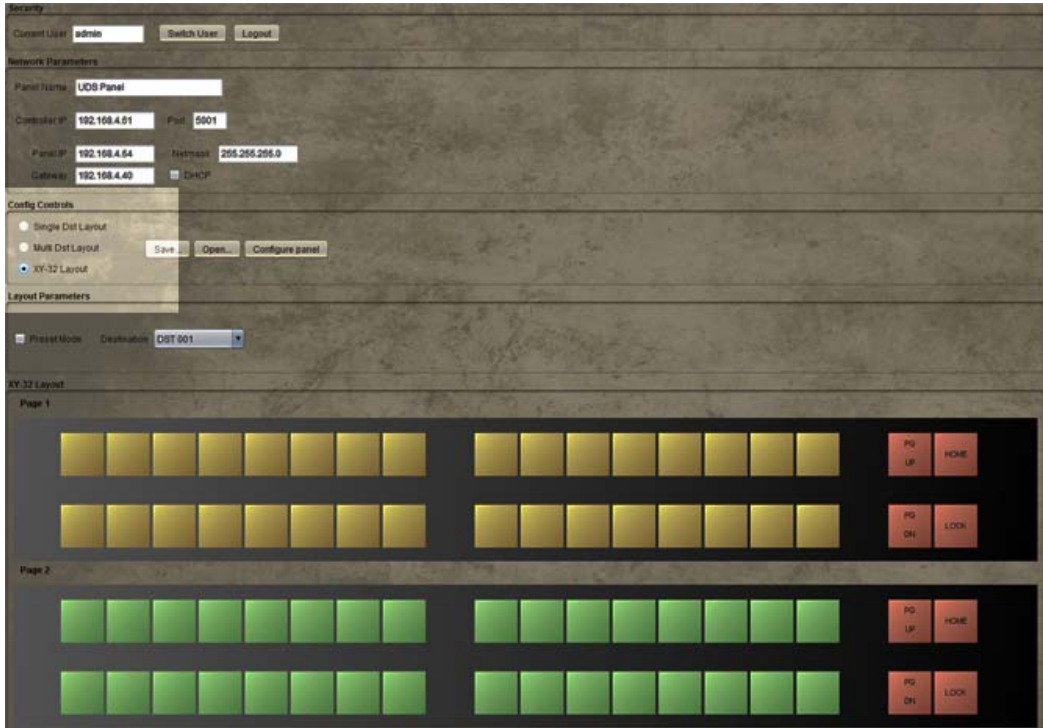 Security
Current User admin Switch User Logout
Network Parameters
Panel Name UDS Panel
Controller IP 192.168.4.61 Port 5001
Panel IP 192.168.4.64 Netmask 255.255.255.0
Gateway 192.168.4.40 DHCP
Config Controls
Single Dst Layout
Multi Dst Layout Save... Open... Configure panel
XY-32 Layout
Layout Parameters
Preset Mode Destination DST 001
XY-32 Layout
Page 1
PG UP HOME
PG DN LOCK
Page 2
PG UP HOME
PG DN LOCK